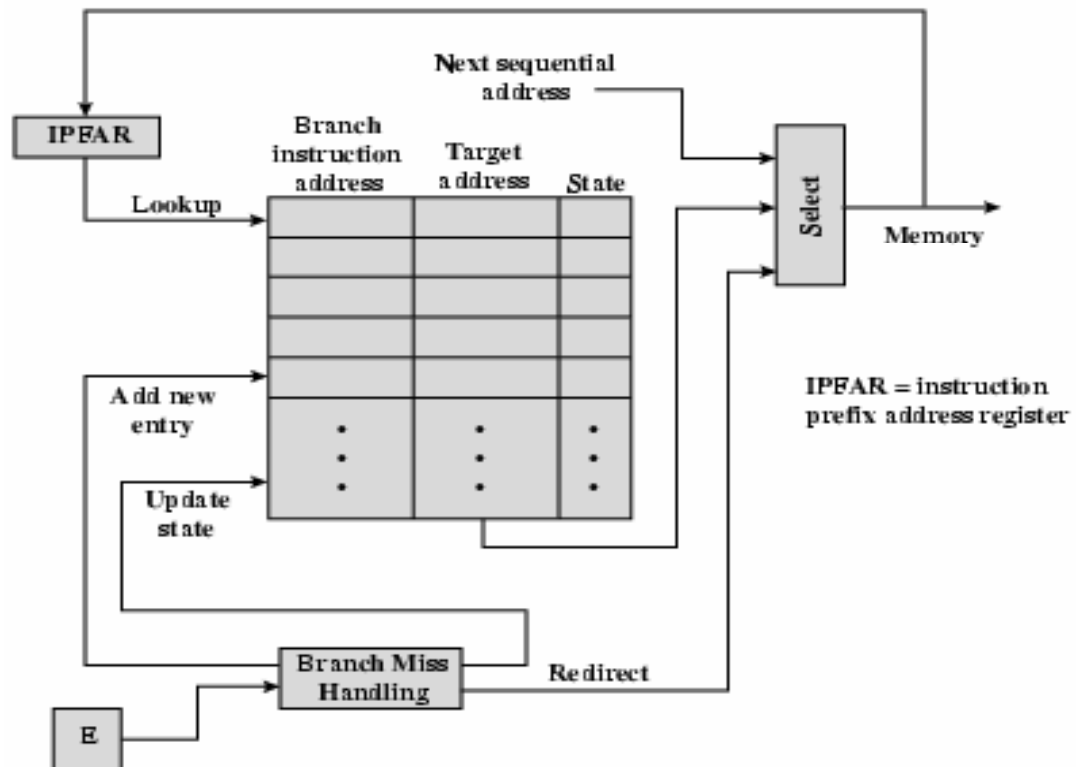 Next sequential
address
IPFAR
Branch
instruction
address
Target
address
State
Lookup
Select
Memory
Add new
entry
IPFAR = instruction
prefix address register
Update
state
Branch Miss
Handling
Redirect
E